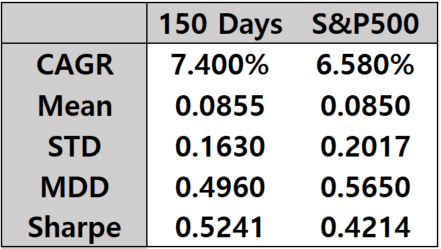 150 Days S&P500
CAGR 7.400% 6.580%
Mean 0.0855 0.0850
STD 0.1630 0.2017
MDD 0.4960 0.5650
Sharpe 0.5241 0.4214